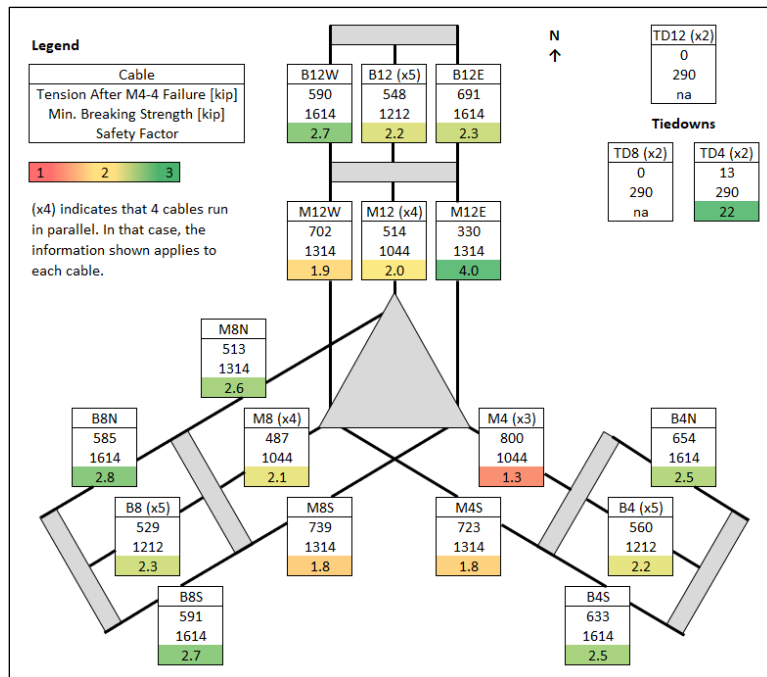 Legend
Cable
Tension After M4-4 Failure [kip]
Min. Breaking Strength [kip]
Safety Factor
1 2 3
(x4) indicates that 4 cables run
in parallel. In that case, the
information shown applies to
each cable.
N
↑
B12W
590
1614
2.7
B12 (x5)
548
1212
2.2
B12E
691
1614
2.3
TD12 (x2)
0
290
na
Tiedowns
TD8 (x2)
0
290
na
TD4 (x2)
13
290
22
M12W
702
1314
1.9
M12 (x4)
514
1044
2.0
M12E
330
1314
4.0
M8N
513
1314
2.6
B8N
585
1614
2.8
M8 (x4)
487
1044
2.1
M4 (x3)
800
1044
1.3
B4N
654
1614
2.5
B8 (x5)
529
1212
2.3
M8S
739
1314
1.8
M4S
723
1314
1.8
B4 (x5)
560
1212
2.2
B8S
591
1614
2.7
B4S
633
1614
2.5